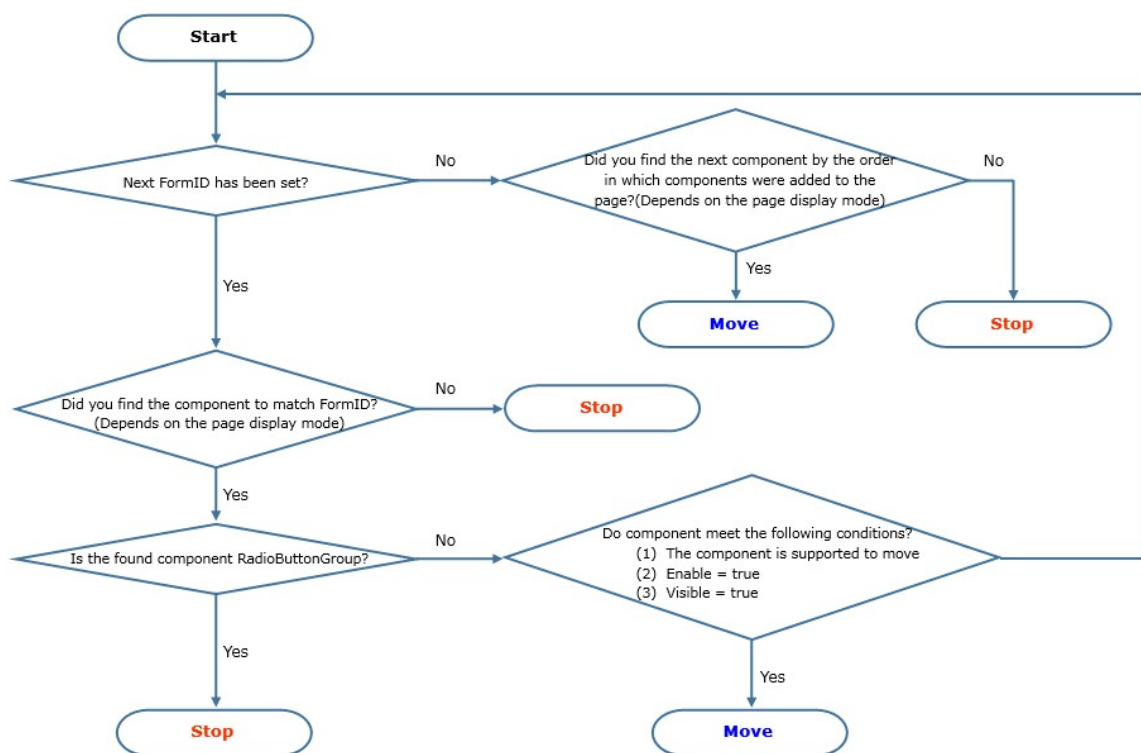 Start
Next FormID has been set?
No
Did you find the next component by the order
in which components were added to the
page?(Depends on the page display mode)
No
Yes
Yes
Move
Stop
Did you find the component to match FormID?
(Depends on the page display mode)
No
Stop
Yes
Is the found component RadioButtonGroup?
No
Do component meet the following conditions?
(1) The component is supported to move
(2) Enable = true
(3) Visible = true
Yes
Yes
Stop
Move